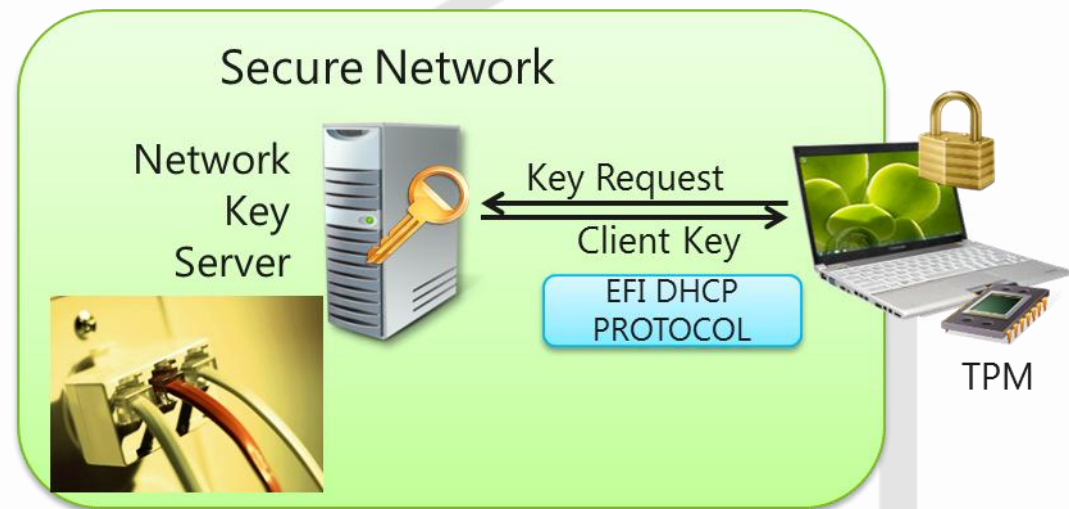 Secure Network
Network
Key
Server
Key Request
Client Key
EFI DHCP
PROTOCOL
TPM